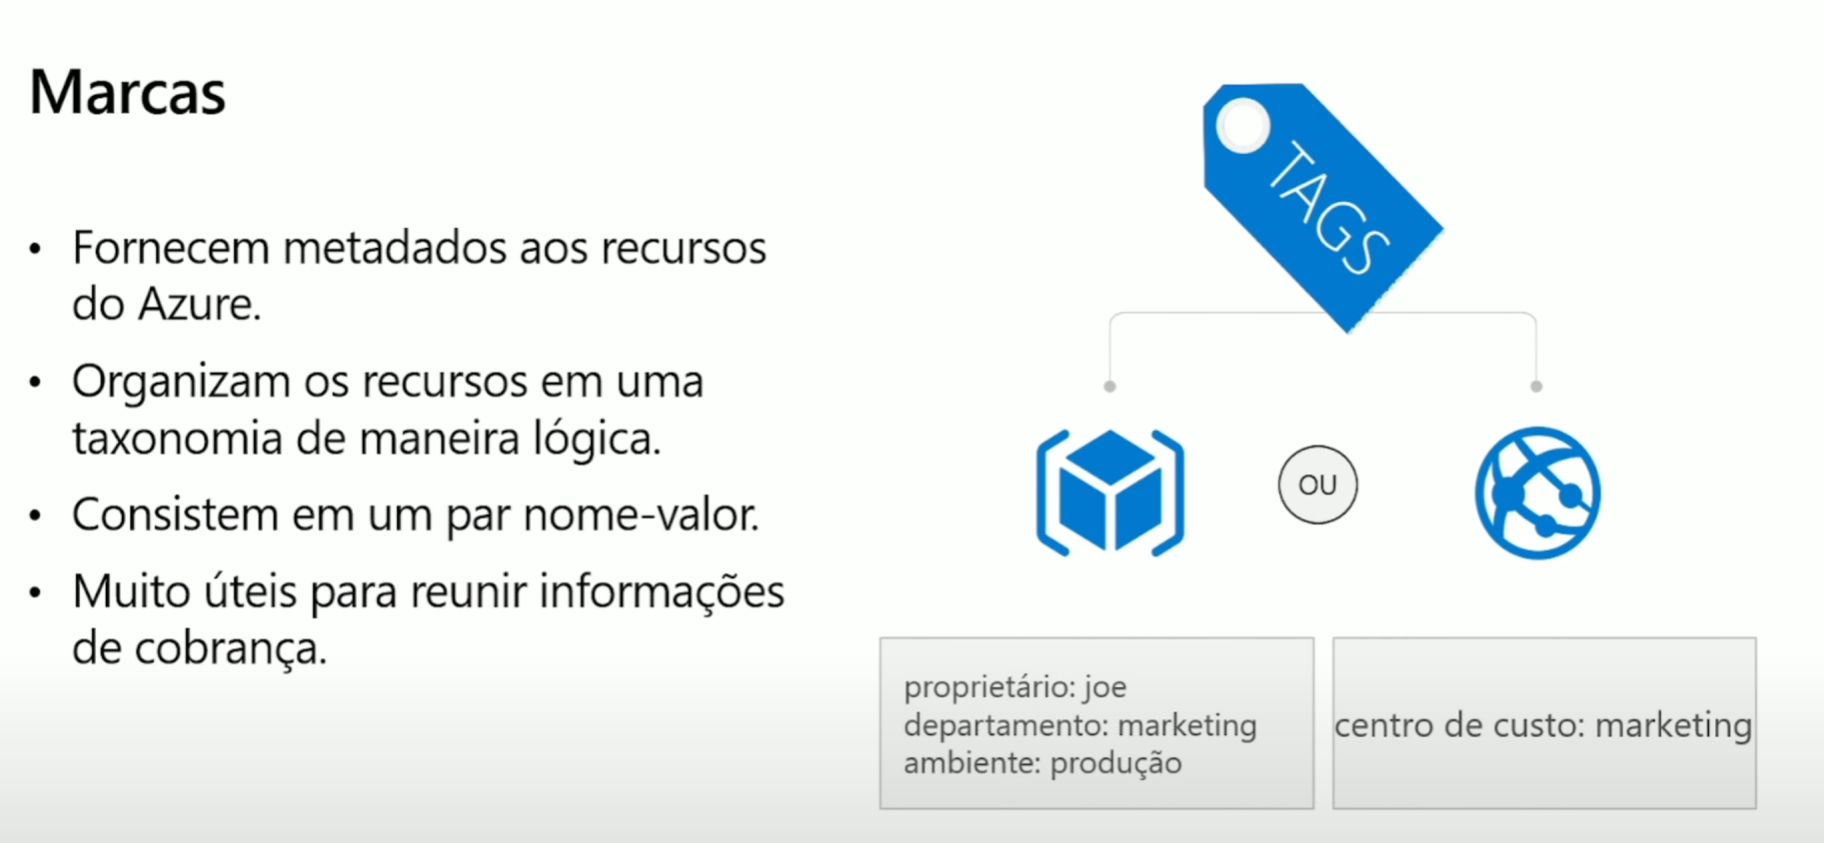 Marcas
• Fornecem metadados aos recursos
do Azure.
• Organizam os recursos em uma
taxonomia de maneira lógica.
• Consistem em um par nome-valor.
• Muito úteis para reunir informações
de cobrança.
TAGS
OU
proprietário: joe
departamento: marketing
ambiente: produção
centro de custo: marketing